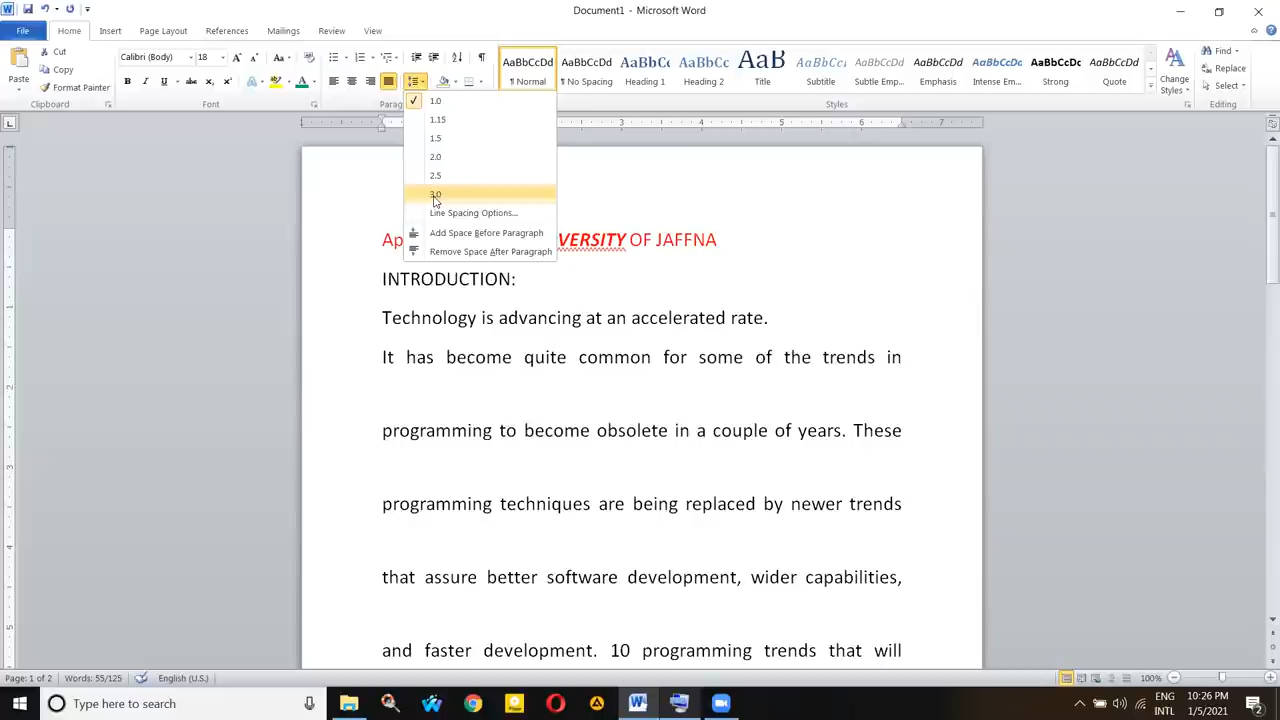 Document1 - Microsoft Word
File Home Insert Page Layout References Mailings Review View
Paste
Cut
Copy
Format Painter
Clipboard
Calibri (Body) 18
Font
Parag
AaBbCcDd AaBbCcDd AaBbCc AaBbCc AaB AaBbCcI AaBbCcDd AaBbCcDd AaBbCcDd AaBbCcDc AaBbCcDd
¶ Normal ¶ No Spacing Heading 1 Heading 2 Title Subtitle Subtle Emp... Emphasis Intense Em... Strong Quote
Change Styles
Styles
Find
Replace
Select
Editing
1.0
1.15
1.5
2.0
2.5
3.0
Line Spacing Options...
Add Space Before Paragraph
Remove Space After Paragraph
Ap VERSITY OF JAFFNA
INTRODUCTION:
Technology is advancing at an accelerated rate.
It has become quite common for some of the trends in
programming to become obsolete in a couple of years. These
programming techniques are being replaced by newer trends
that assure better software development, wider capabilities,
and faster development. 10 programming trends that will
Page: 1 of 2 Words: 55/125 English (U.S.) 100%
Type here to search
ENG
INTL
10:26 PM
1/5/2021